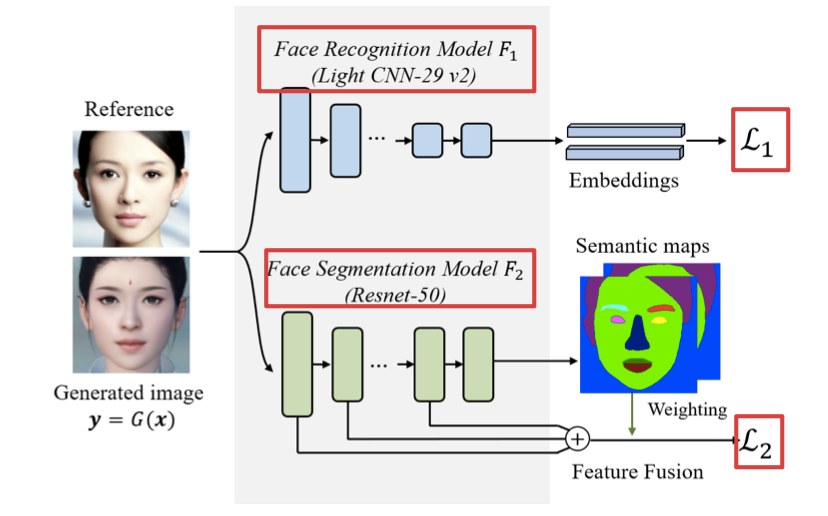 Face Recognition Model F₁
(Light CNN-29 v2)
Reference
...
ℒ₁
Embeddings
Semantic maps
Face Segmentation Model F₂
(Resnet-50)
...
Generated image
y = G(x)
Weighting
+
ℒ₂
Feature Fusion